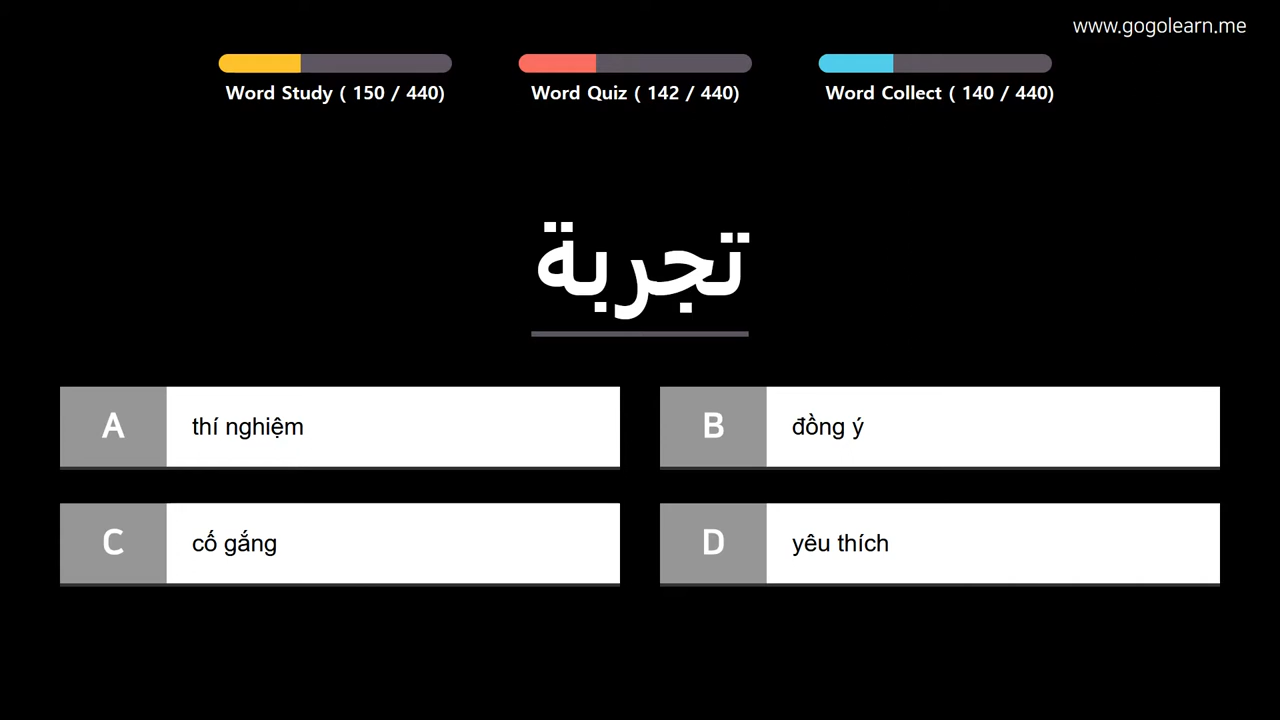 www.gogolearn.me
Word Study ( 150 / 440)
Word Quiz ( 142 / 440)
Word Collect ( 140 / 440)
تجربة
A thí nghiệm
B đồng ý
C cố gắng
D yêu thích